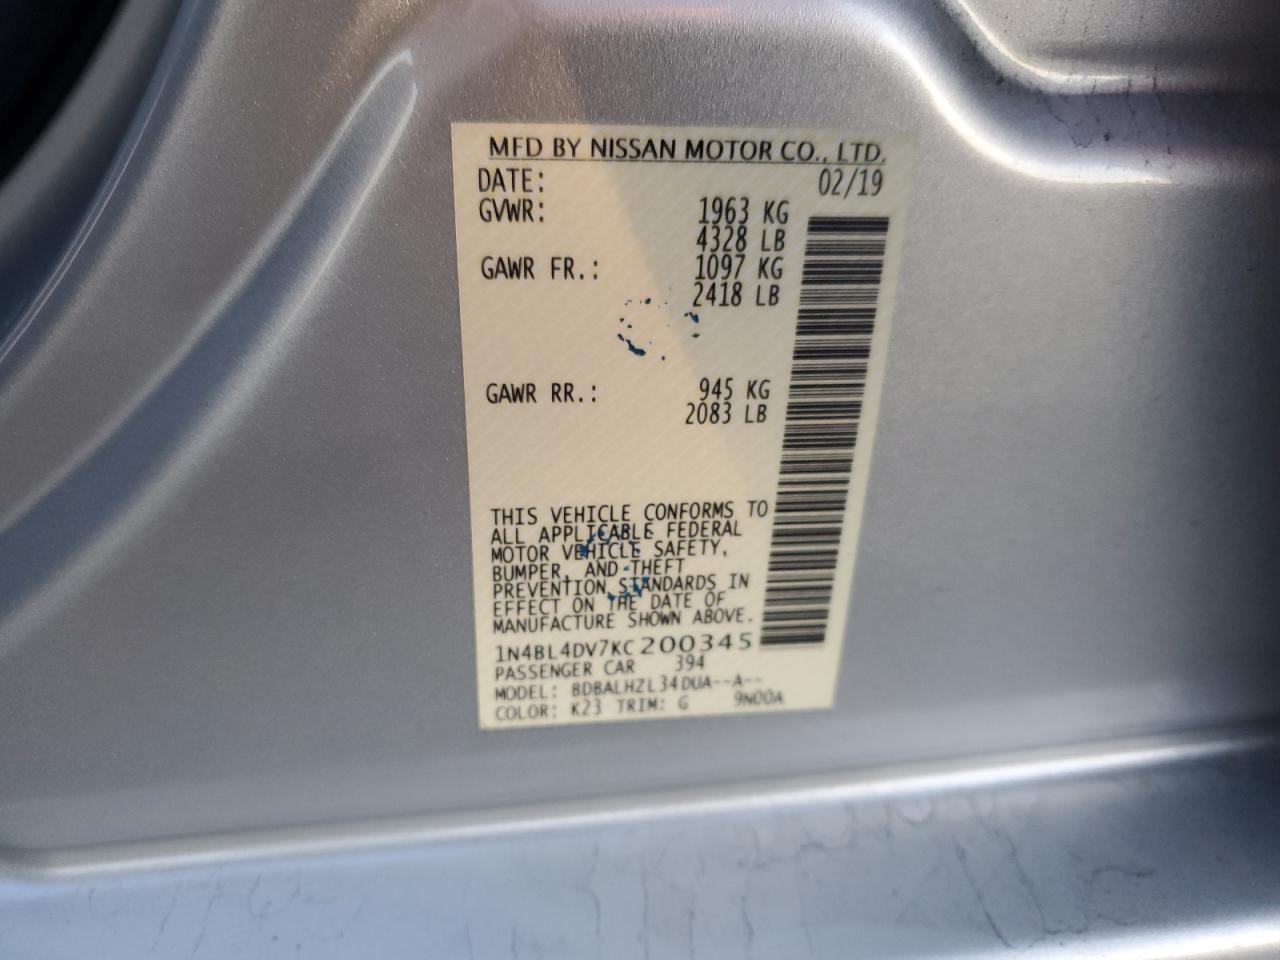 MFD BY NISSAN MOTOR CO., LTD.
DATE: 02/19
GVWR: 1963 KG
4328 LB
GAWR FR.: 1097 KG
2418 LB
GAWR RR.: 945 KG
2083 LB
THIS VEHICLE CONFORMS TO
ALL APPLICABLE FEDERAL
MOTOR VEHICLE SAFETY,
BUMPER, AND THEFT
PREVENTION STANDARDS IN
EFFECT ON THE DATE OF
MANUFACTURE SHOWN ABOVE.
1N4BL4DV7KC200345
PASSENGER CAR 394
MODEL: BDBALHZL34DUA--A--
COLOR: K23 TRIM: G 9N00A